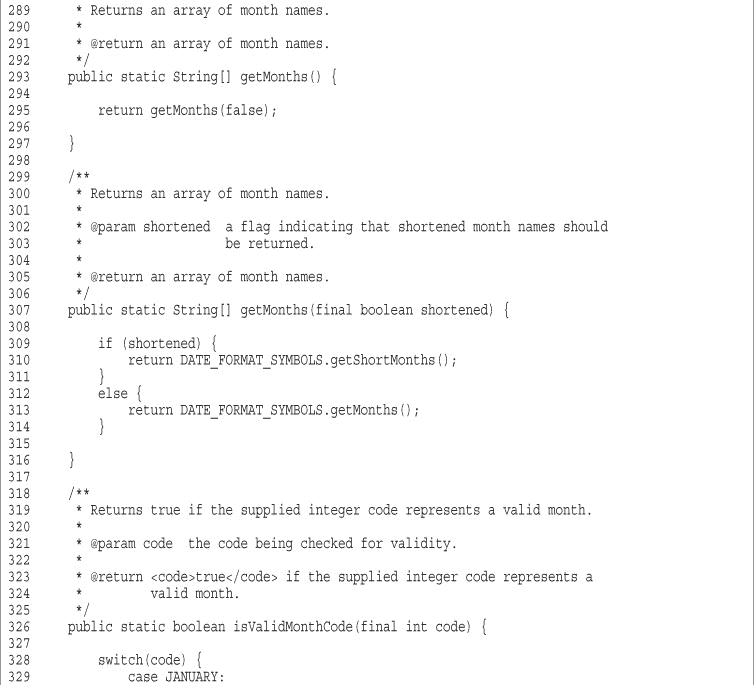 289      * Returns an array of month names.
290      *
291      * @return an array of month names.
292      */
293     public static String[] getMonths() {
294
295         return getMonths(false);
296
297     }
298
299     /**
300      * Returns an array of month names.
301      *
302      * @param shortened  a flag indicating that shortened month names should
303      *                   be returned.
304      *
305      * @return an array of month names.
306      */
307     public static String[] getMonths(final boolean shortened) {
308
309         if (shortened) {
310             return DATE_FORMAT_SYMBOLS.getShortMonths();
311         }
312         else {
313             return DATE_FORMAT_SYMBOLS.getMonths();
314         }
315
316     }
317
318     /**
319      * Returns true if the supplied integer code represents a valid month.
320      *
321      * @param code  the code being checked for validity.
322      *
323      * @return <code>true</code> if the supplied integer code represents a
324      *         valid month.
325      */
326     public static boolean isValidMonthCode(final int code) {
327
328         switch(code) {
329             case JANUARY: